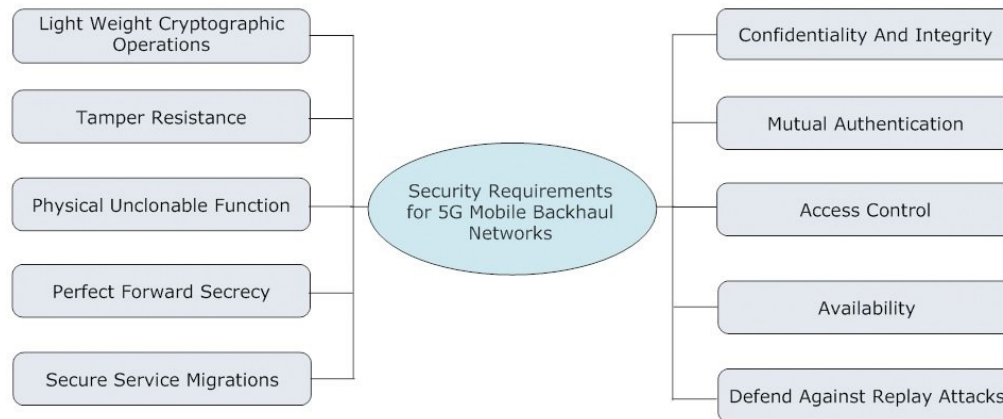 Light Weight Cryptographic
Operations
Tamper Resistance
Physical Unclonable Function
Perfect Forward Secrecy
Secure Service Migrations
Security Requirements
for 5G Mobile Backhaul
Networks
Confidentiality And Integrity
Mutual Authentication
Access Control
Availability
Defend Against Replay Attacks